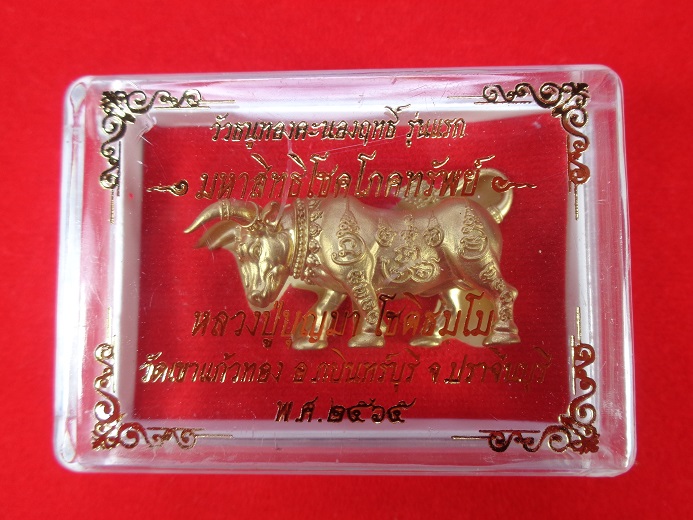 วัวธนูทองคะนองฤทธิ์ รุ่นแรก
มหาสิทธิโชคโภคทรัพย์
หลวงปู่บุญมา โชติธมฺโม
วัดเขาแก้วทอง อ.กบินทร์บุรี จ.ปราจีนบุรี
พ.ศ.๒๕๖๕